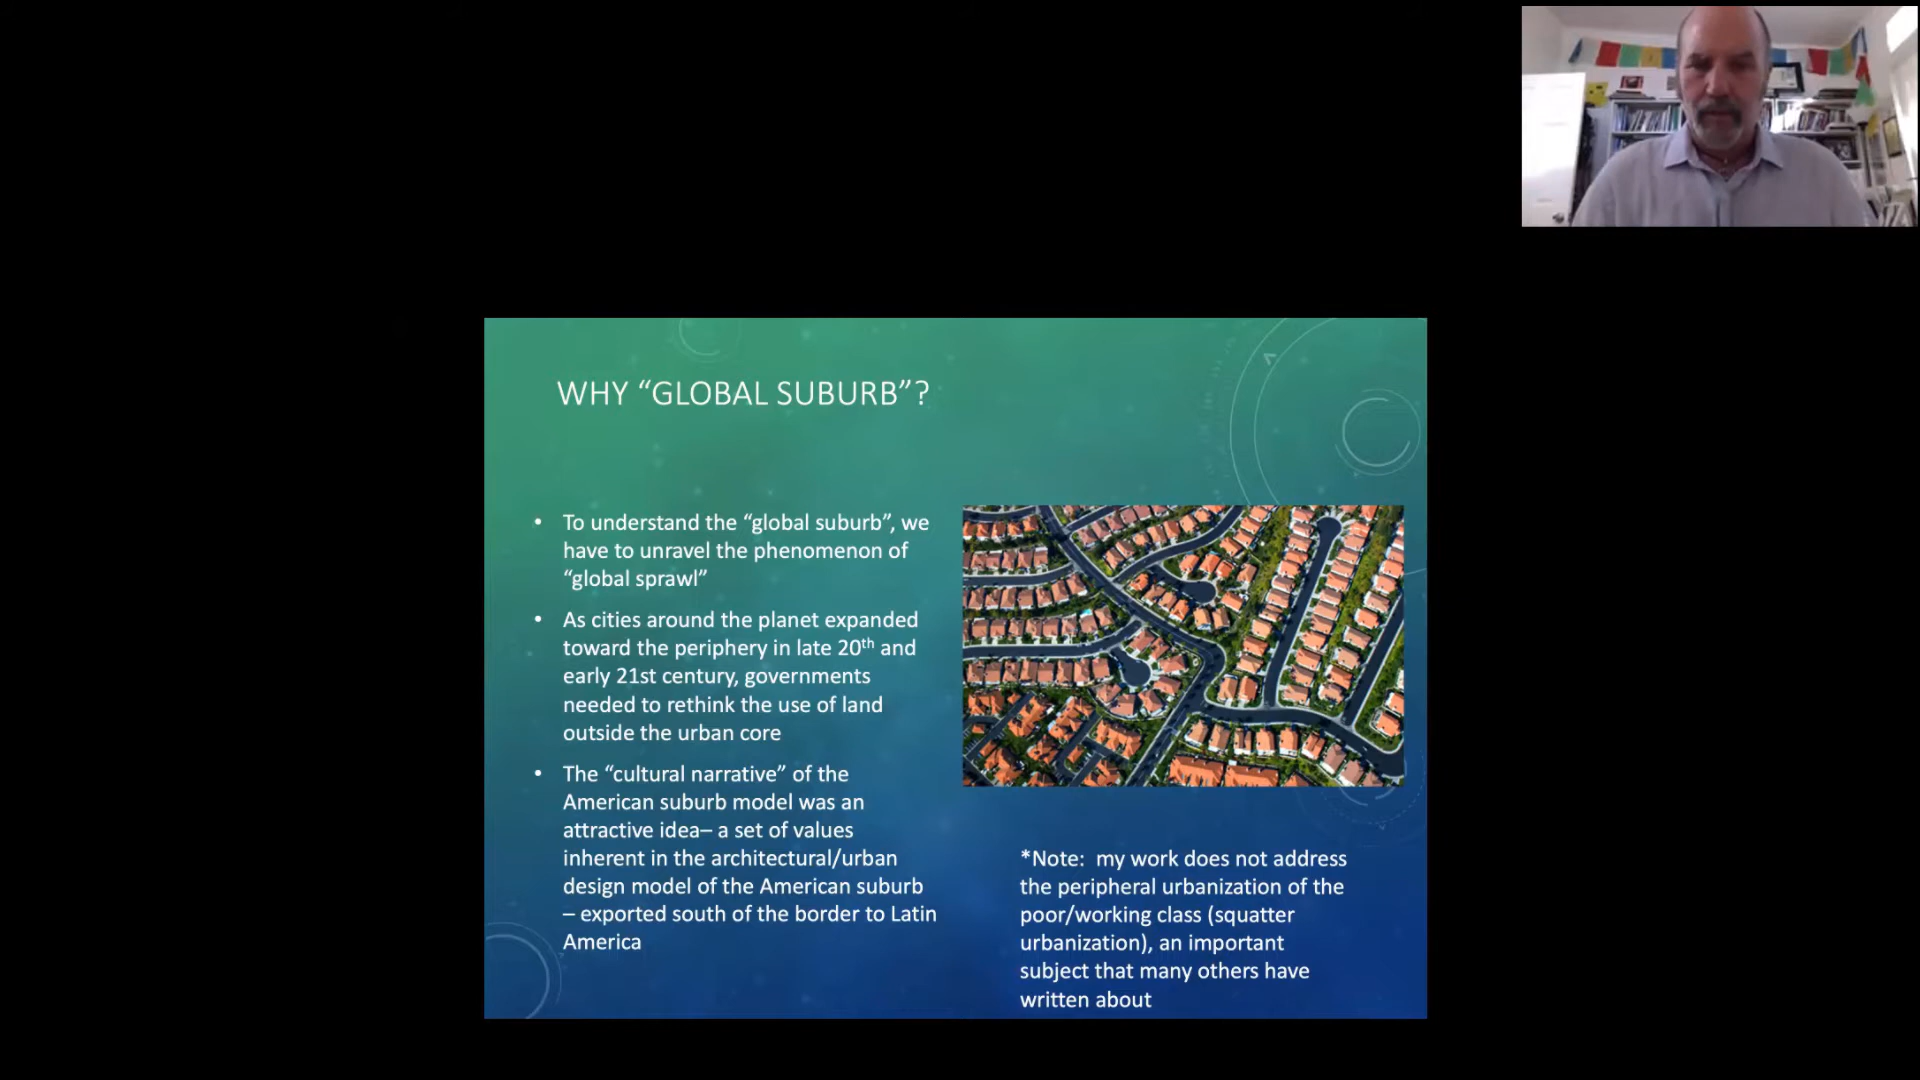 WHY “GLOBAL SUBURB”?
• To understand the “global suburb”, we
have to unravel the phenomenon of
“global sprawl”
• As cities around the planet expanded
toward the periphery in late 20th and
early 21st century, governments
needed to rethink the use of land
outside the urban core
• The “cultural narrative” of the
American suburb model was an
attractive idea– a set of values
inherent in the architectural/urban
design model of the American suburb
– exported south of the border to Latin
America
*Note:  my work does not address
the peripheral urbanization of the
poor/working class (squatter
urbanization), an important
subject that many others have
written about